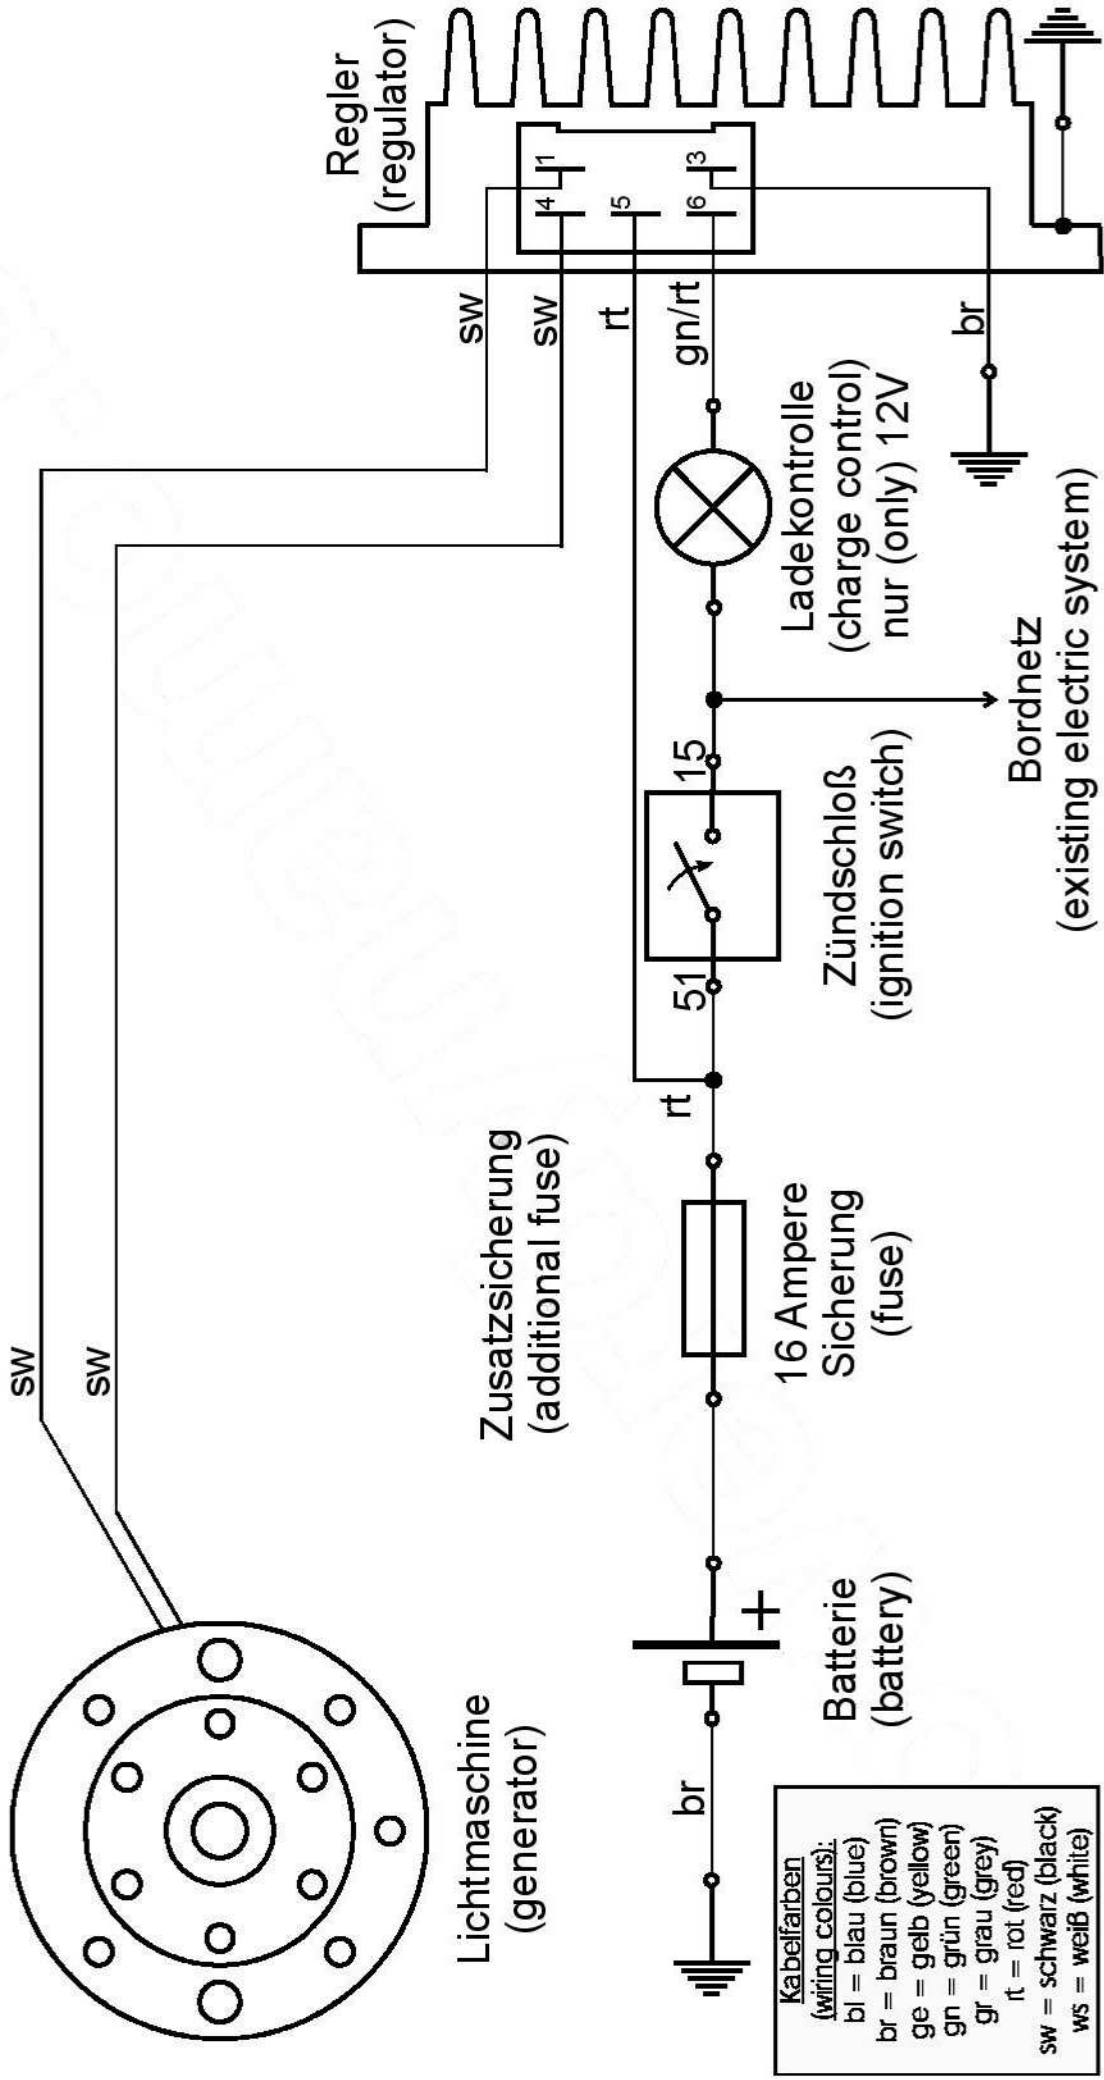 Lichtmaschine
(generator)
sw
sw
sw
sw
Regler
(regulator)
1
4
5
6
3
rt
gn/rt
br
Zusatzsicherung
(additional fuse)
rt
51
15
br
+
Batterie
(battery)
16 Ampere
Sicherung
(fuse)
Zündschloß
(ignition switch)
Ladekontrolle
(charge control)
nur (only) 12V
Bordnetz
(existing electric system)
Kabelfarben
(wiring colours):
bl = blau (blue)
br = braun (brown)
ge = gelb (yellow)
gn = grün (green)
gr = grau (grey)
rt = rot (red)
sw = schwarz (black)
ws = weiß (white)